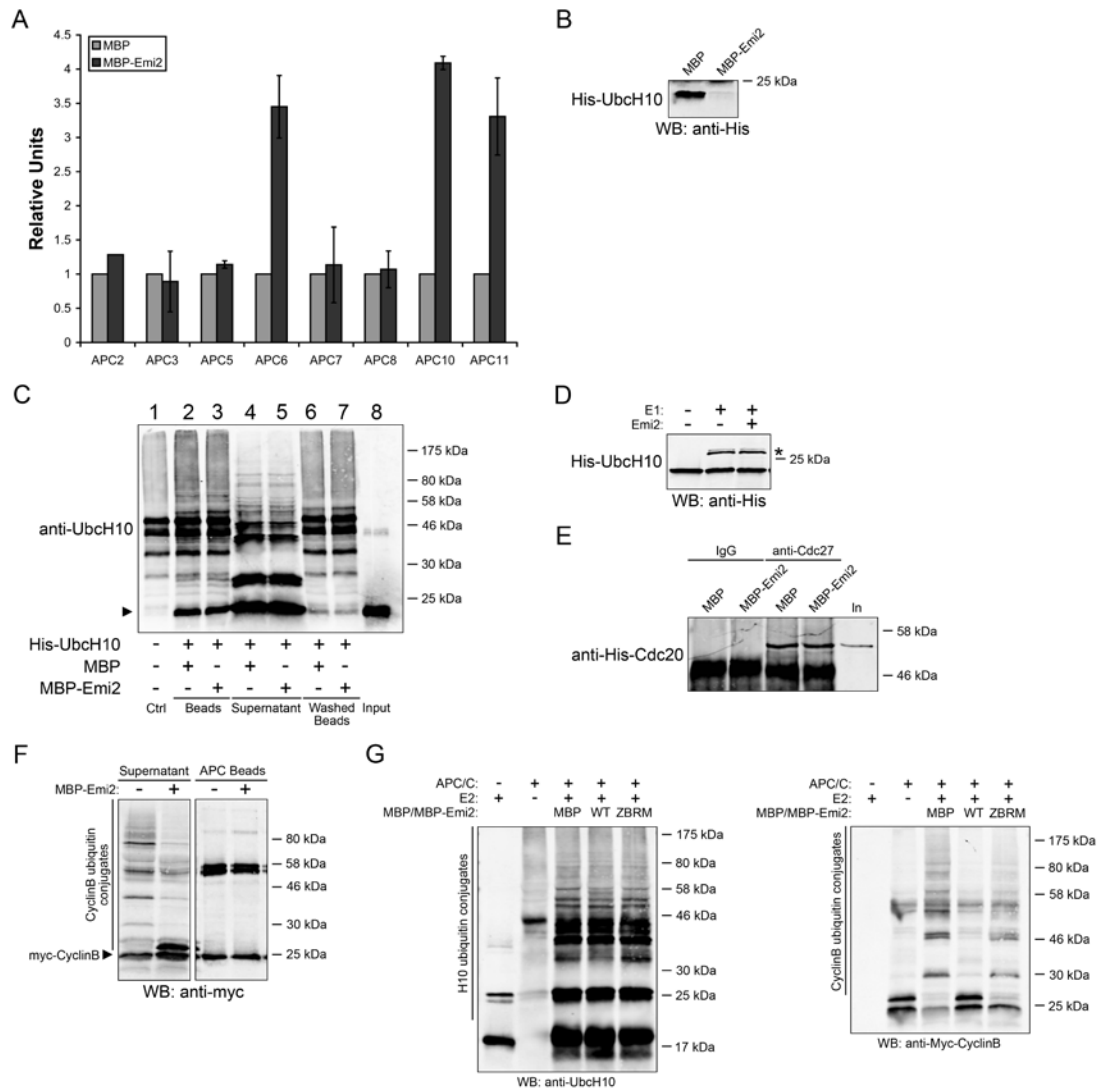 A
4.5
4
3.5
3
2.5
2
1.5
1
0.5
0
Relative Units
MBP
MBP-Emi2
APC2 APC3 APC5 APC6 APC7 APC8 APC10 APC11
B
MBP MBP-Emi2
25 kDa
His-UbcH10
WB: anti-His
C
1 2 3 4 5 6 7 8
175 kDa
80 kDa
58 kDa
46 kDa
30 kDa
25 kDa
anti-UbcH10
His-UbcH10 - + + + + + +
MBP - + - + - + -
MBP-Emi2 - - + - + - +
Ctrl Beads Supernatant Washed Beads Input
D
E1: - + +
Emi2: - - +
His-UbcH10
*
25 kDa
WB: anti-His
E
IgG anti-Cdc27
MBP MBP-Emi2 MBP MBP-Emi2 In
58 kDa
46 kDa
anti-His-Cdc20
F
Supernatant APC Beads
MBP-Emi2: - + - +
CyclinB ubiquitin conjugates
80 kDa
58 kDa
46 kDa
30 kDa
25 kDa
myc-CyclinB
WB: anti-myc
G
APC/C: - + + + +
E2: + - + + +
MBP/MBP-Emi2: MBP WT ZBRM
H10 ubiquitin conjugates
175 kDa
80 kDa
58 kDa
46 kDa
30 kDa
25 kDa
17 kDa
WB: anti-UbcH10
APC/C: - + + + +
E2: + - + + +
MBP/MBP-Emi2: MBP WT ZBRM
CyclinB ubiquitin conjugates
175 kDa
80 kDa
58 kDa
46 kDa
30 kDa
25 kDa
WB: anti-Myc-CyclinB